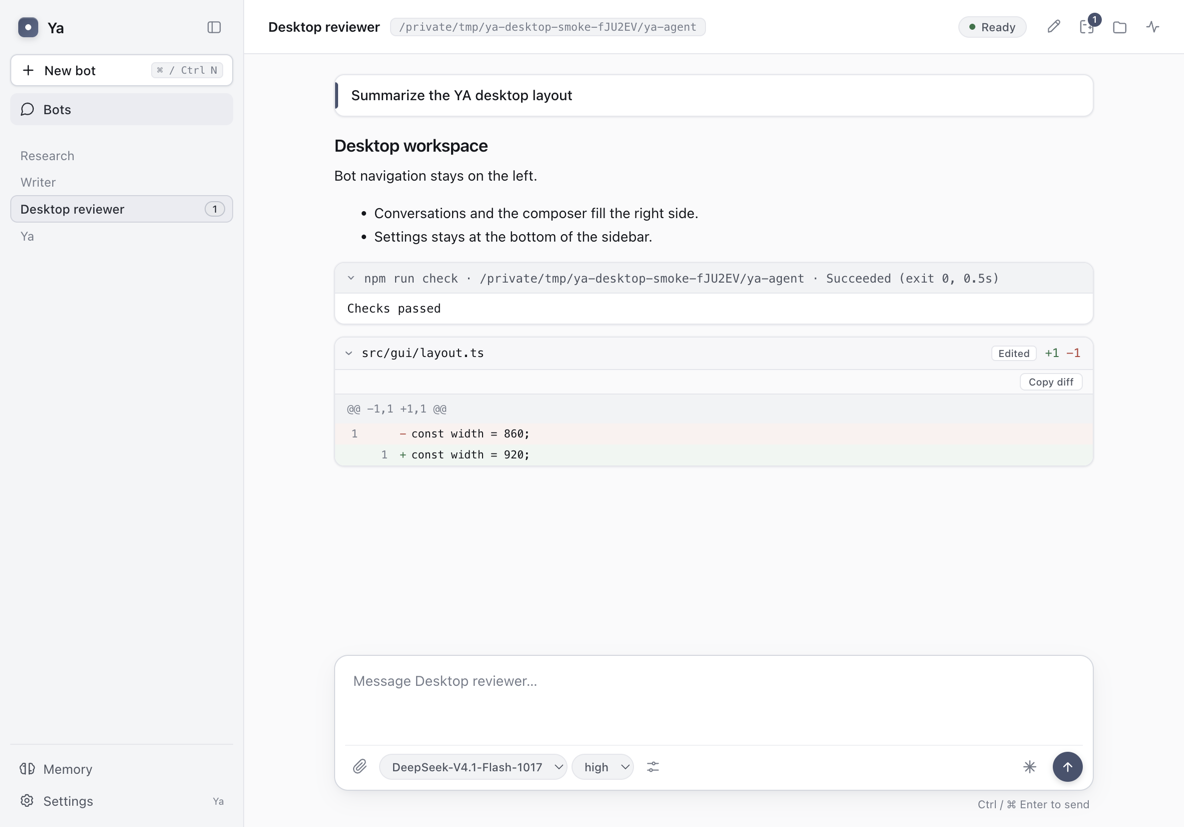 Ya
New bot ⌘ / Ctrl N
Bots
Research
Writer
Desktop reviewer 1
Ya
Memory
Settings Ya
Desktop reviewer /private/tmp/ya-desktop-smoke-fJU2EV/ya-agent Ready 1
Summarize the YA desktop layout
Desktop workspace
Bot navigation stays on the left.
• Conversations and the composer fill the right side.
• Settings stays at the bottom of the sidebar.
npm run check · /private/tmp/ya-desktop-smoke-fJU2EV/ya-agent · Succeeded (exit 0, 0.5s)
Checks passed
src/gui/layout.ts Edited +1 −1
Copy diff
@@ −1,1 +1,1 @@
1 − const width = 860;
1 + const width = 920;
Message Desktop reviewer...
DeepSeek-V4.1-Flash-1017 high
Ctrl / ⌘ Enter to send